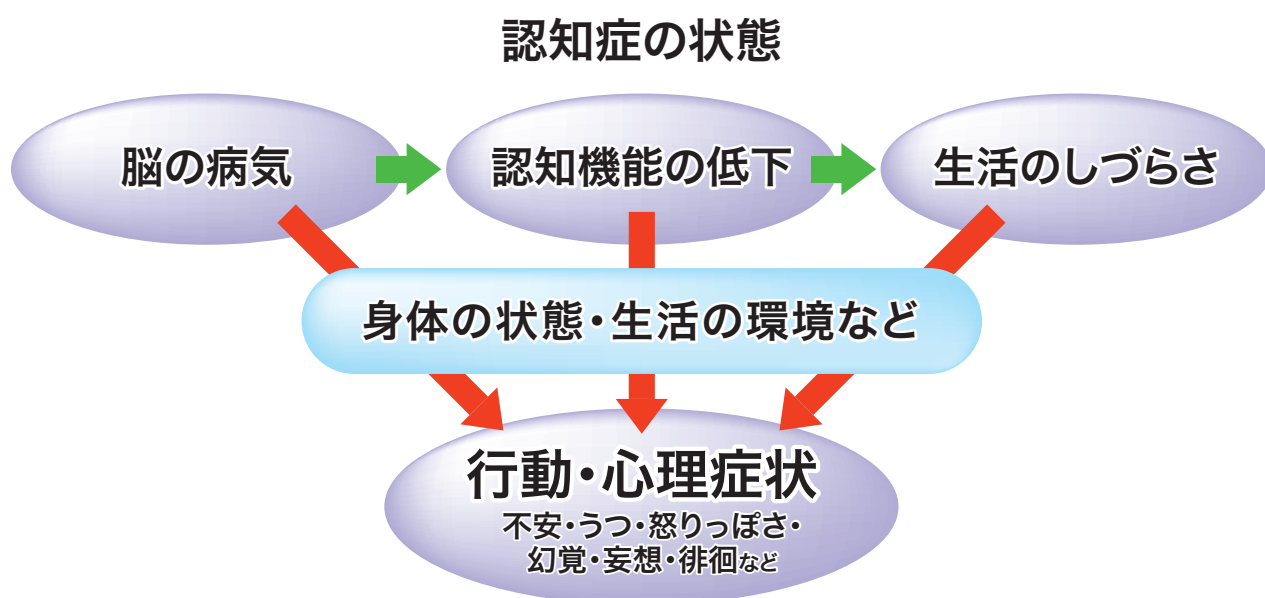 認知症の状態
脳の病気
認知機能の低下
生活のしづらさ
身体の状態・生活の環境など
行動・心理症状
不安・うつ・怒りっぽさ・
幻覚・妄想・徘徊など